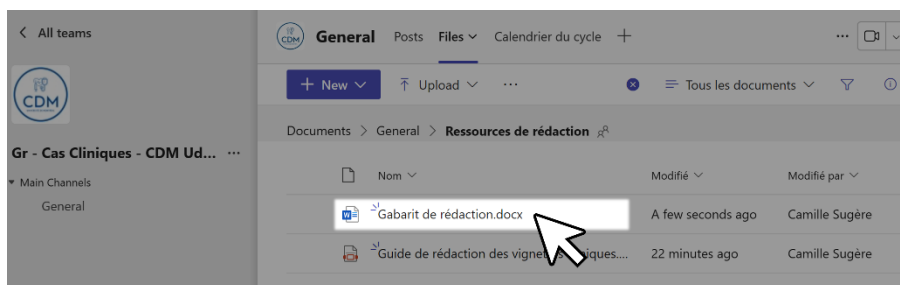 All teams
CDM
General Posts Files Calendrier du cycle
New Upload Tous les documents
Documents > General > Ressources de rédaction
CDM
Gr - Cas Cliniques - CDM Ud...
Main Channels
General
Nom Modifié Modifié par
Gabarit de rédaction.docx A few seconds ago Camille Sugère
Guide de rédaction des 22 minutes ago Camille Sugère